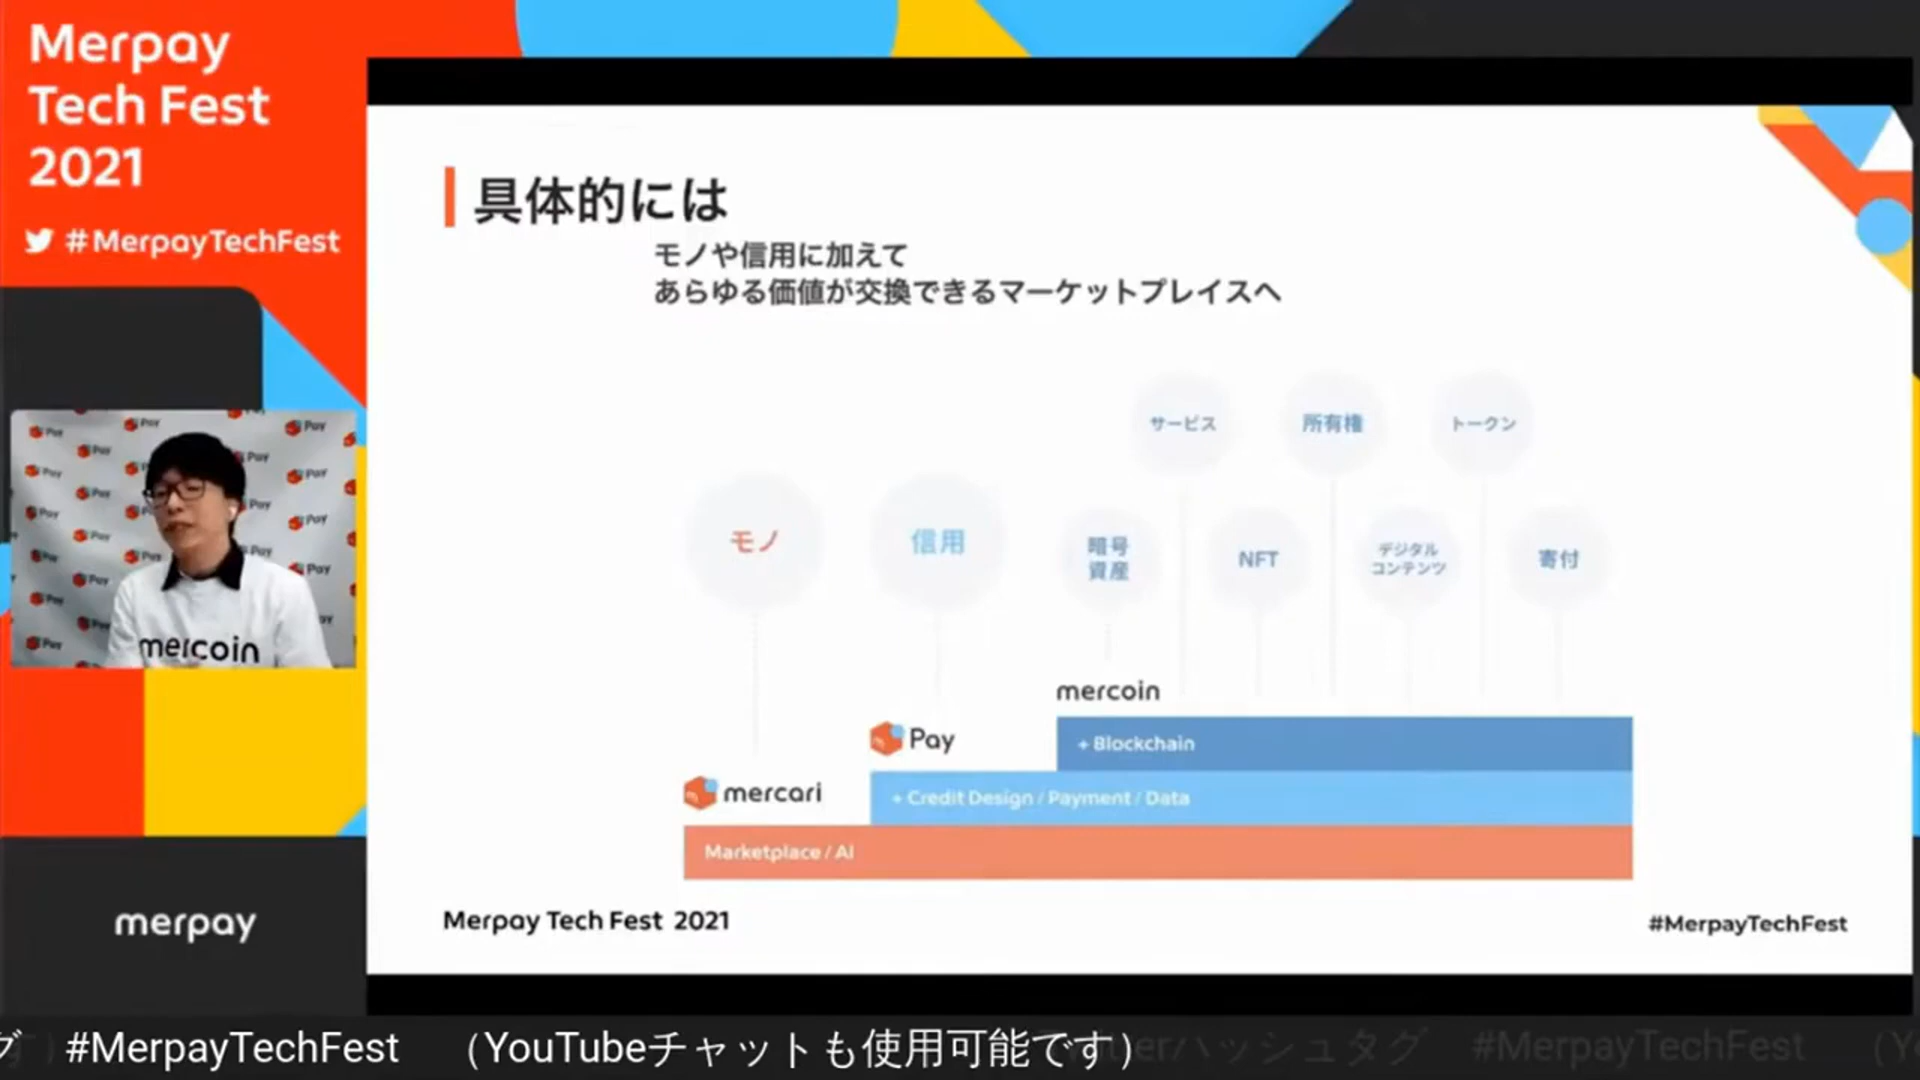 Merpay
Tech Fest
2021
#MerpayTechFest
具体的には
モノや信用に加えて
あらゆる価値が交換できるマーケットプレイスへ
サービス
所有権
トークン
モノ
信用
暗号
資産
NFT
デジタル
コンテンツ
寄付
mercoin
+ Blockchain
Pay
+ Credit Design / Payment / Data
mercari
Marketplace / AI
Merpay Tech Fest 2021
#MerpayTechFest
mercoin
merpay
グ #MerpayTechFest （YouTubeチャットも使用可能です）